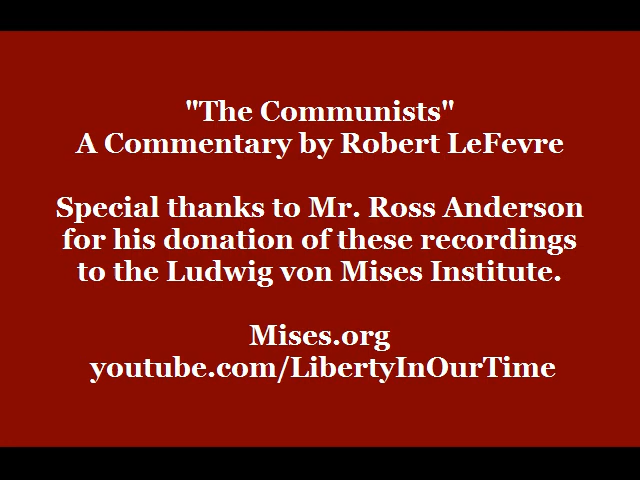 "The Communists"
A Commentary by Robert LeFevre
Special thanks to Mr. Ross Anderson
for his donation of these recordings
to the Ludwig von Mises Institute.
Mises.org
youtube.com/LibertyInOurTime